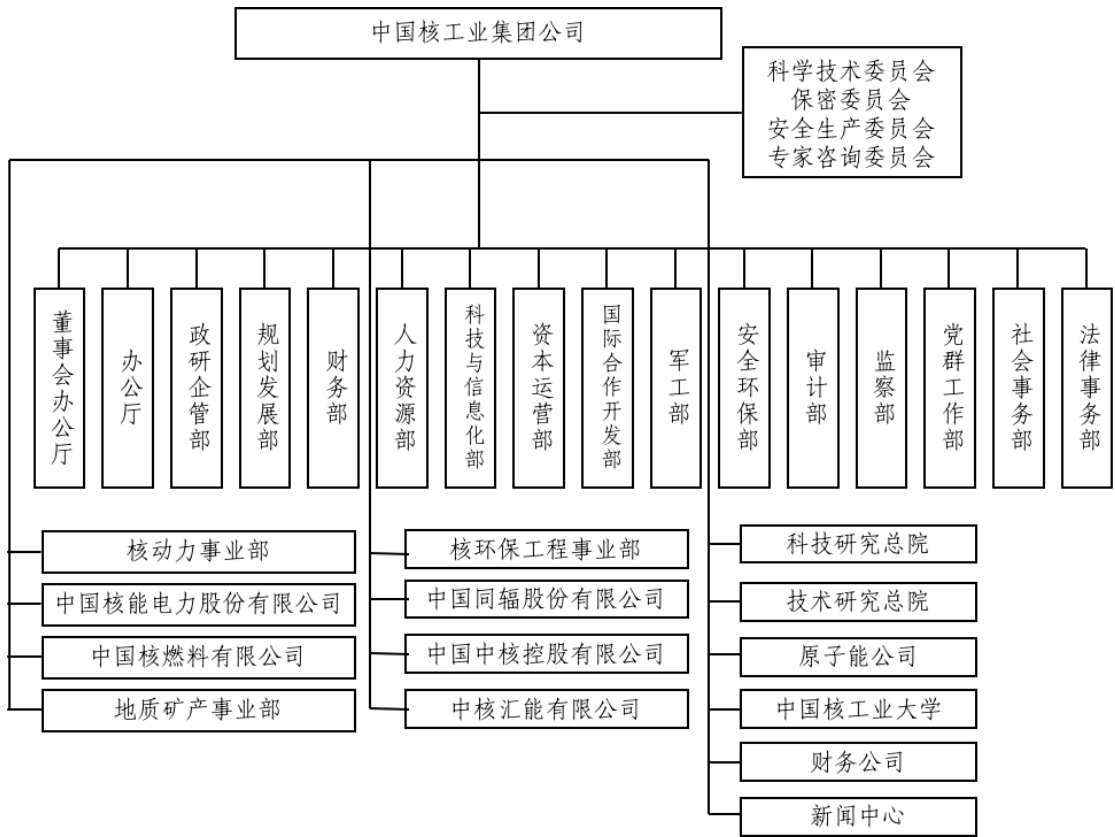 中国核工业集团公司
科学技术委员会
保密委员会
安全生产委员会
专家咨询委员会
董事会办公厅
办公厅
政研企管部
规划发展部
财务部
人力资源部
科技与信息化部
资本运营部
国际合作开发部
军工部
安全环保部
审计部
监察部
党群工作部
社会事务部
法律事务部
核动力事业部
中国核能电力股份有限公司
中国核燃料有限公司
地质矿产事业部
核环保工程事业部
中国同辐股份有限公司
中国中核控股有限公司
中核汇能有限公司
科技研究总院
技术研究总院
原子能公司
中国核工业大学
财务公司
新闻中心